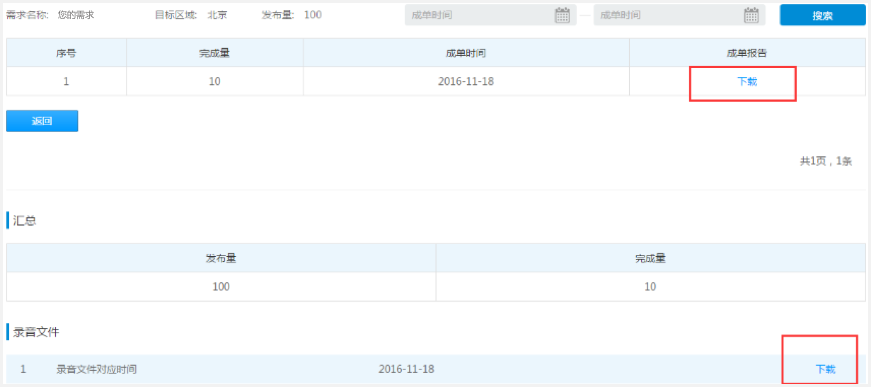 需求名称: 您的需求 目标区域: 北京 发布量: 100 成单时间 — 成单时间 搜索
序号 完成量 成单时间 成单报告
1 10 2016-11-18 下载
返回
共1页，1条
汇总
发布量 完成量
100 10
录音文件
1 录音文件对应时间 2016-11-18 下载